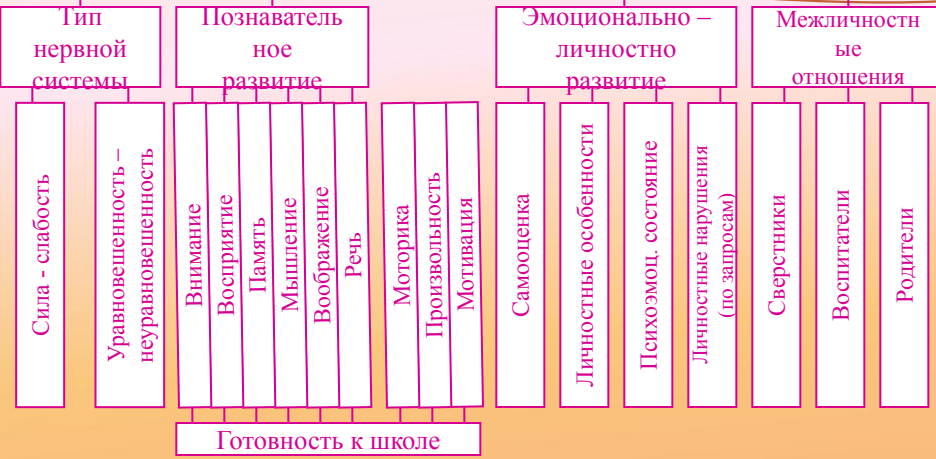 Тип
нервной
системы
Познаватель
ное
развитие
Эмоционально –
личностно
развитие
Межличностн
ые
отношения
Сила - слабость
Уравновешенность –
неуравновешенность
Внимание
Восприятие
Память
Мышление
Воображение
Речь
Моторика
Произвольность
Мотивация
Самооценка
Личностные особенности
Психоэмоц. состояние
Личностные нарушения
(по запросам)
Сверстники
Воспитатели
Родители
Готовность к школе